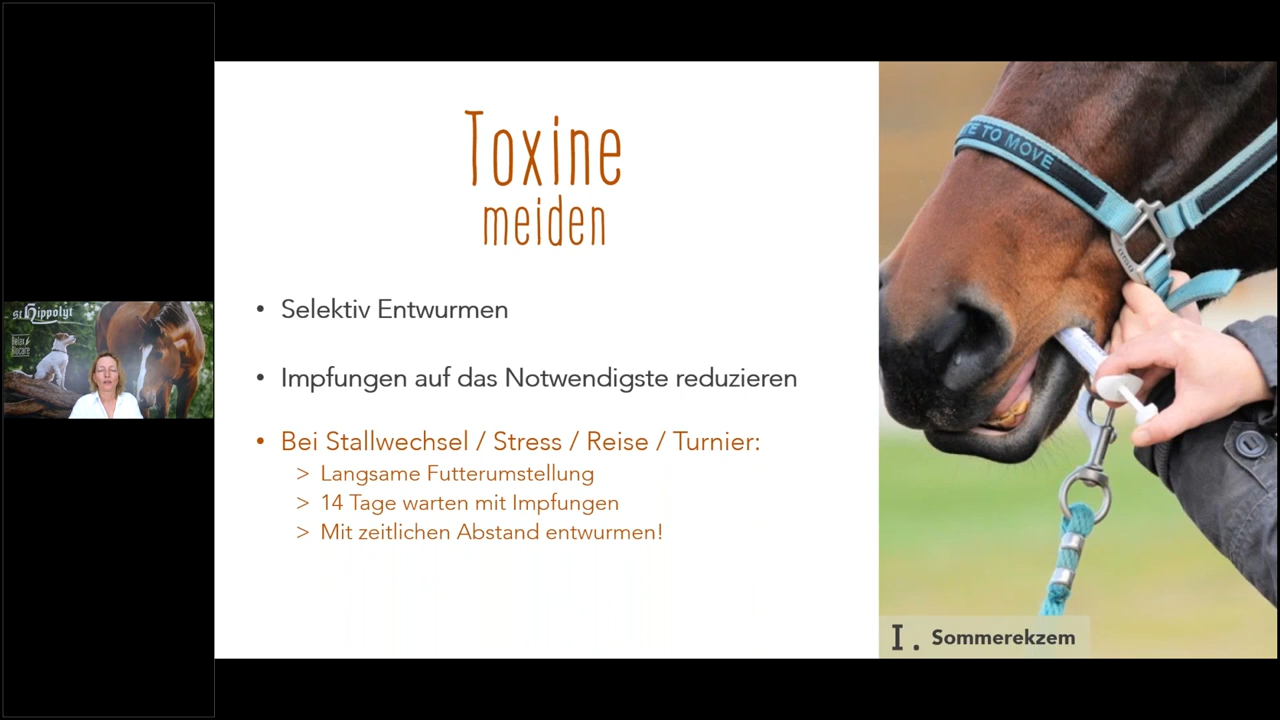 Toxine
meiden
• Selektiv Entwurmen
• Impfungen auf das Notwendigste reduzieren
• Bei Stallwechsel / Stress / Reise / Turnier:
> Langsame Futterumstellung
> 14 Tage warten mit Impfungen
> Mit zeitlichen Abstand entwurmen!
TE TO MOVE
I. Sommerekzem
st Hippolyt